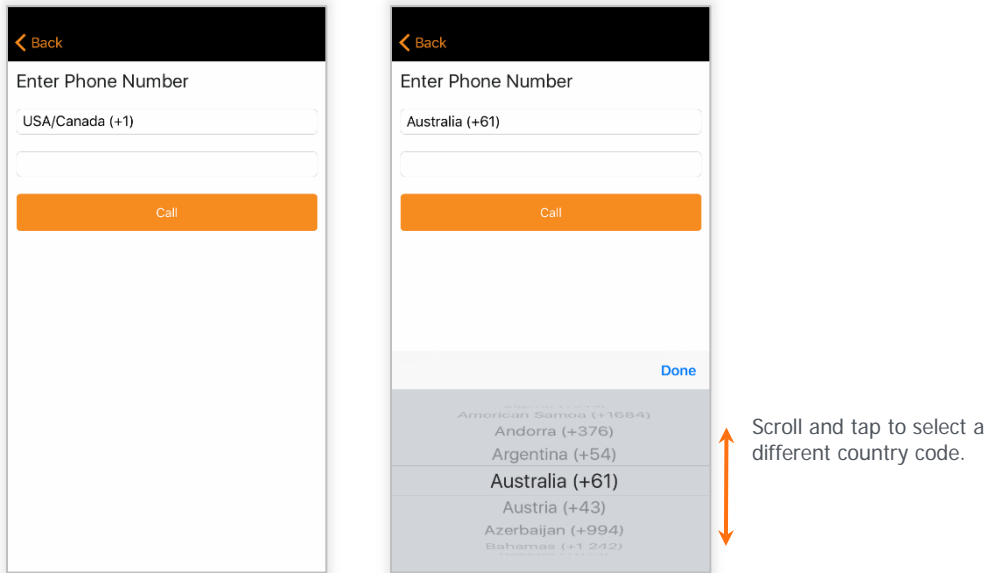 Back
Enter Phone Number
USA/Canada (+1)
Call
Back
Enter Phone Number
Australia (+61)
Call
Done
American Samoa (+1684)
Andorra (+376)
Argentina (+54)
Australia (+61)
Austria (+43)
Azerbaijan (+994)
Bahamas (+1 242)
Scroll and tap to select a
different country code.